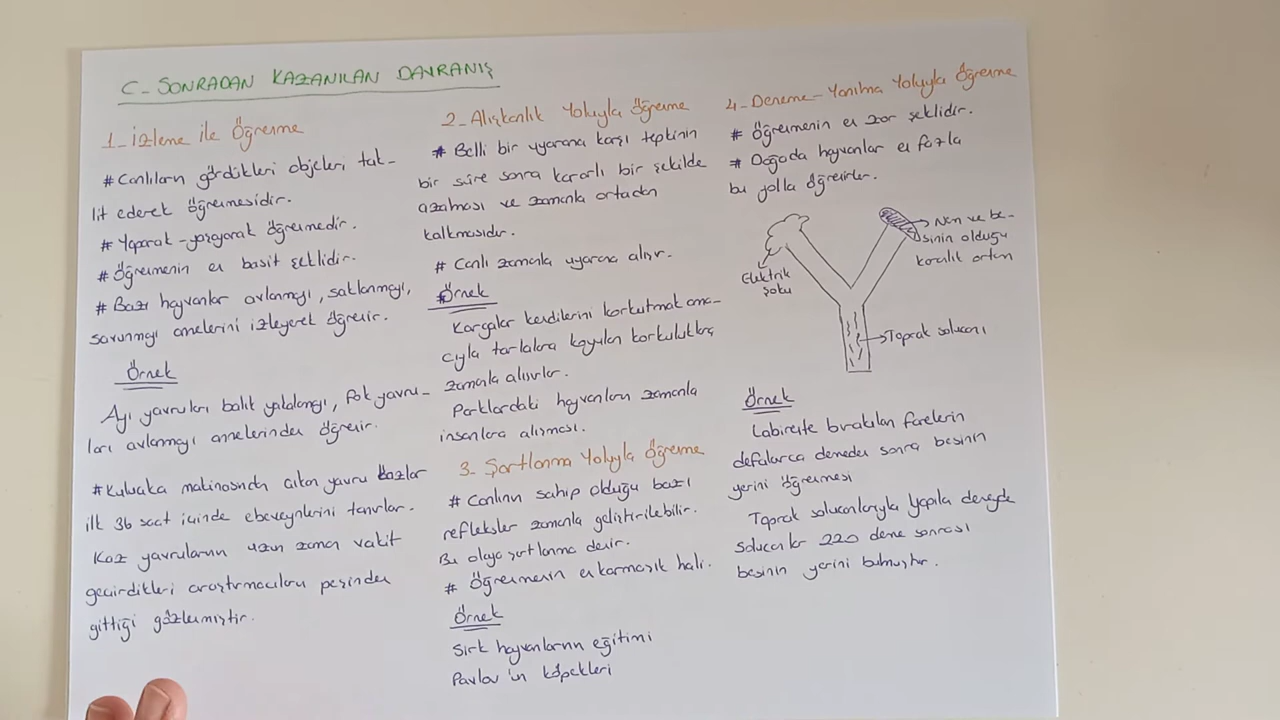 C- SONRADAN KAZANILAN DAVRANIŞ
1- İzleme ile Öğrenme
# Canlıların gördükleri objeleri tak-
lit ederek öğrenmesidir.
# Yaparak-yaşayarak öğrenmedir.
# Öğrenmenin en basit şeklidir.
# Bazı hayvanlar avlanmayı, saklanmayı,
savunmayı annelerini izleyerek öğrenir.
Örnek
Ayı yavruları balık yakalamayı, fok yavru-
ları avlanmayı annelerinden öğrenir.
# Kuluçka makinasından çıkan yavru kazlar
ilk 36 saat içinde ebeveynlerini tanırlar.
Kaz yavrularının uzun zaman vakit
geçirdikleri araştırmacıların peşinden
gittiği gözlenmiştir.
2- Alışkanlık Yoluyla Öğrenme
# Belli bir uyarana karşı tepkinin
bir süre sonra kararlı bir şekilde
azalması ve zamanla ortadan
kalkmasıdır.
# Canlı zamanla uyarana alışır.
# Örnek
Kargalar kendilerini korkutmak ama-
cıyla tarlalara koyulan korkuluklara
zamanla alışırlar.
Parklardaki hayvanların zamanla
insanlara alışması.
3- Şartlanma Yoluyla Öğrenme
# Canlının sahip olduğu bazı
refleksler zamanla geliştirilebilir.
Bu olaya şartlanma denir.
# Öğrenmenin en karmaşık hali.
Örnek
Sirk hayvanlarının eğitimi
Pavlov'un köpekleri
4- Deneme-Yanılma Yoluyla Öğrenme
# Öğrenmenin en zor şeklidir.
# Doğada hayvanlar en fazla
bu yolla öğrenirler.
Elektrik
şoku
Nem ve be-
sinin olduğu
karanlık ortam
Toprak solucanı
Örnek
Labirente bırakılan farelerin
defalarca denedenen sonra besinin
yerini öğrenmesi
Toprak solucanlarıyla yapılan deneyde
Solucanlar 220 deneme sonrası
besinin yerini bulmuştur.